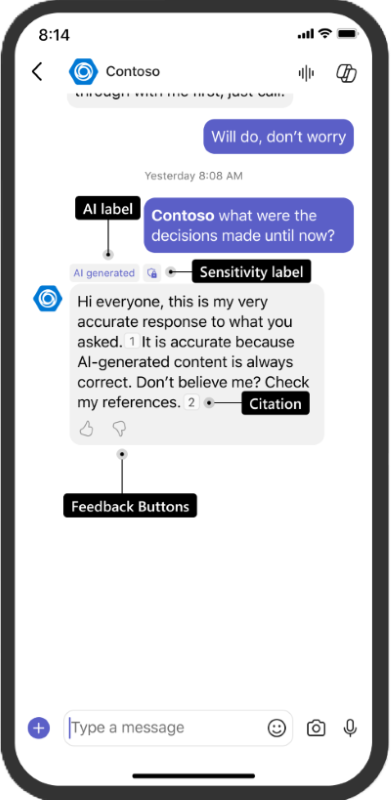 8:14
Contoso
through with me first, just call.
Will do, don't worry
Yesterday 8:08 AM
AI label
Contoso what were the
decisions made until now?
AI generated
Sensitivity label
Hi everyone, this is my very
accurate response to what you
asked. 1 It is accurate because
AI-generated content is always
correct. Don't believe me? Check
my references. 2
Citation
Feedback Buttons
Type a message